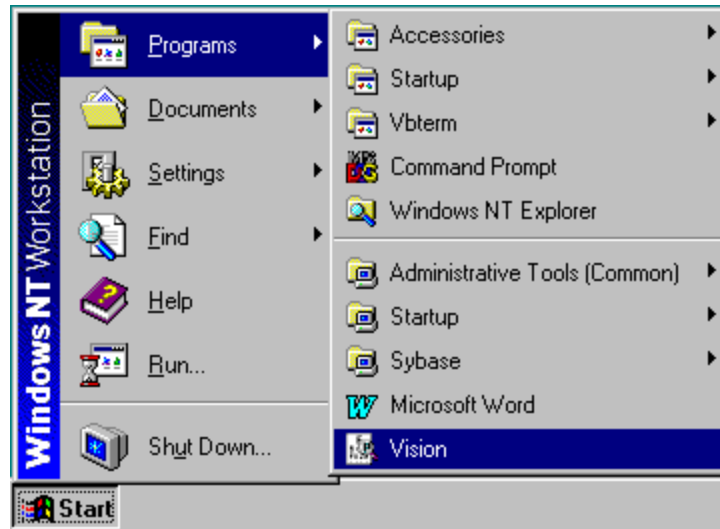 Windows NT Workstation
Programs
Documents
Settings
Find
Help
Run...
Shut Down...
Accessories
Startup
Vbterm
Command Prompt
Windows NT Explorer
Administrative Tools (Common)
Startup
Sybase
Microsoft Word
Vision
Start